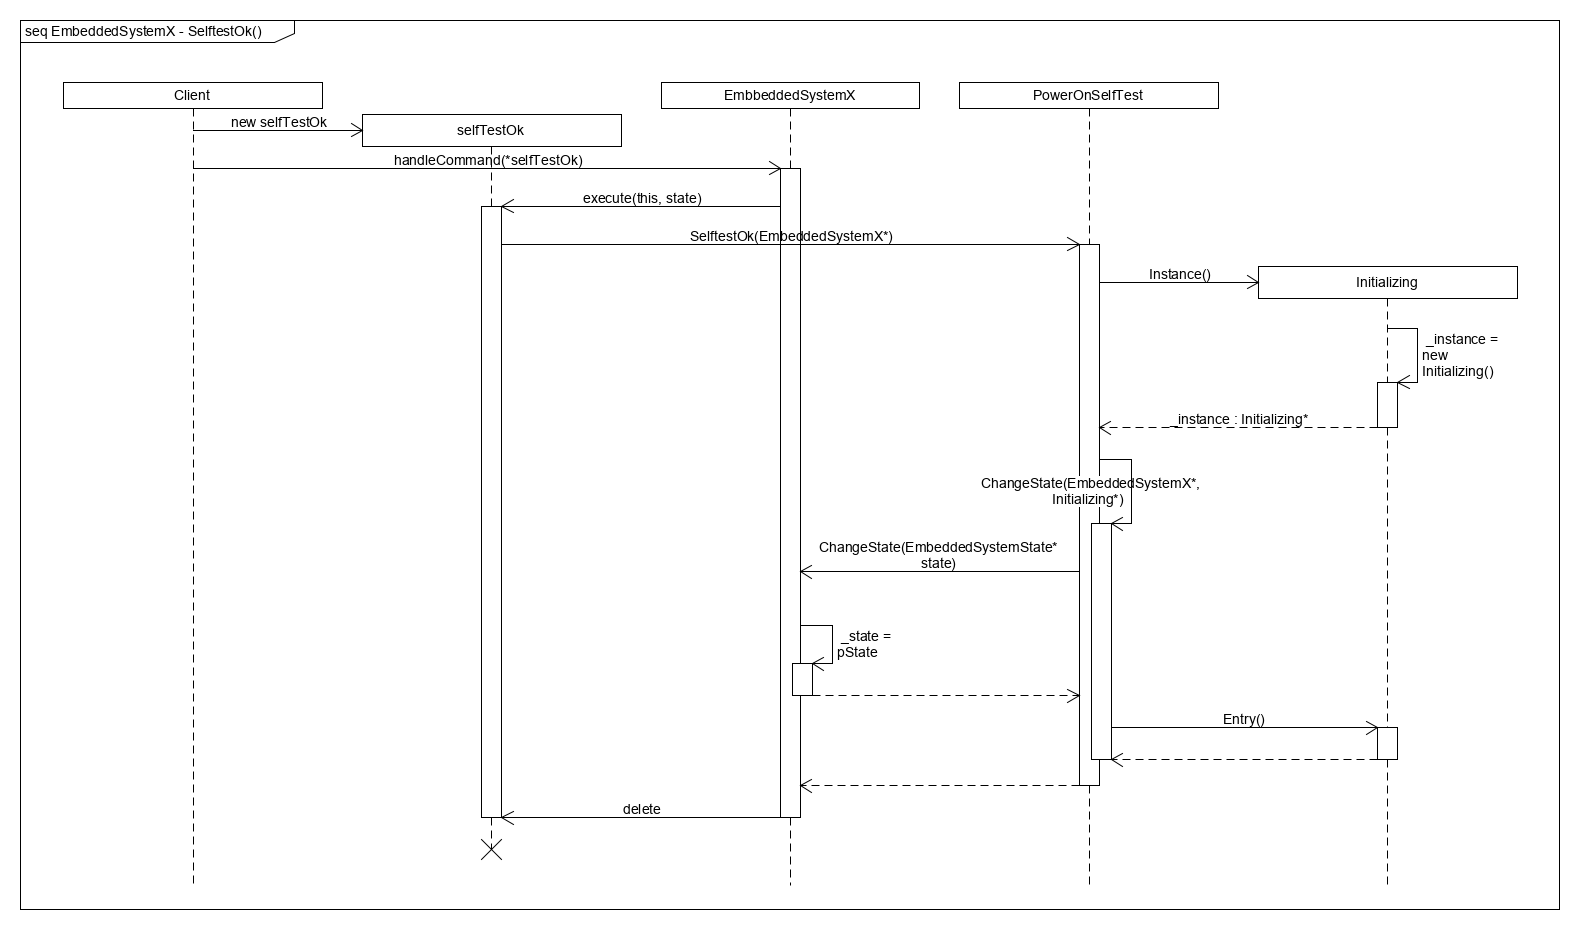 seq EmbeddedSystemX - SelftestOk()
Client
EmbbeddedSystemX
PowerOnSelfTest
new selfTestOk
selfTestOk
handleCommand(*selfTestOk)
execute(this, state)
SelftestOk(EmbeddedSystemX*)
Instance()
Initializing
_instance =
new
Initializing()
_instance : Initializing*
ChangeState(EmbeddedSystemX*,
Initializing*)
ChangeState(EmbeddedSystemState*
state)
_state =
pState
Entry()
delete